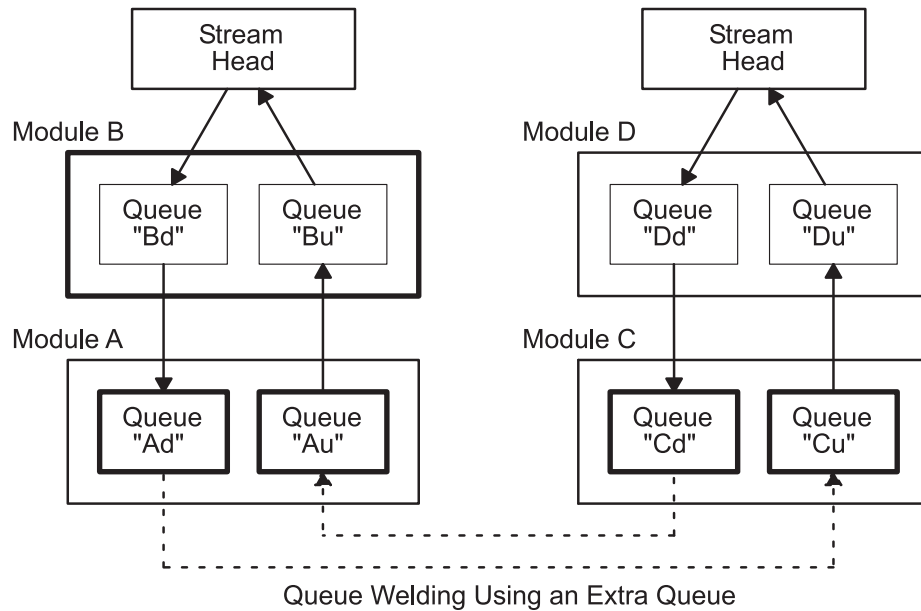 Stream
Head
Stream
Head
Module B
Module D
Queue
"Bd"
Queue
"Bu"
Queue
"Dd"
Queue
"Du"
Module A
Module C
Queue
"Ad"
Queue
"Au"
Queue
"Cd"
Queue
"Cu"
Queue Welding Using an Extra Queue